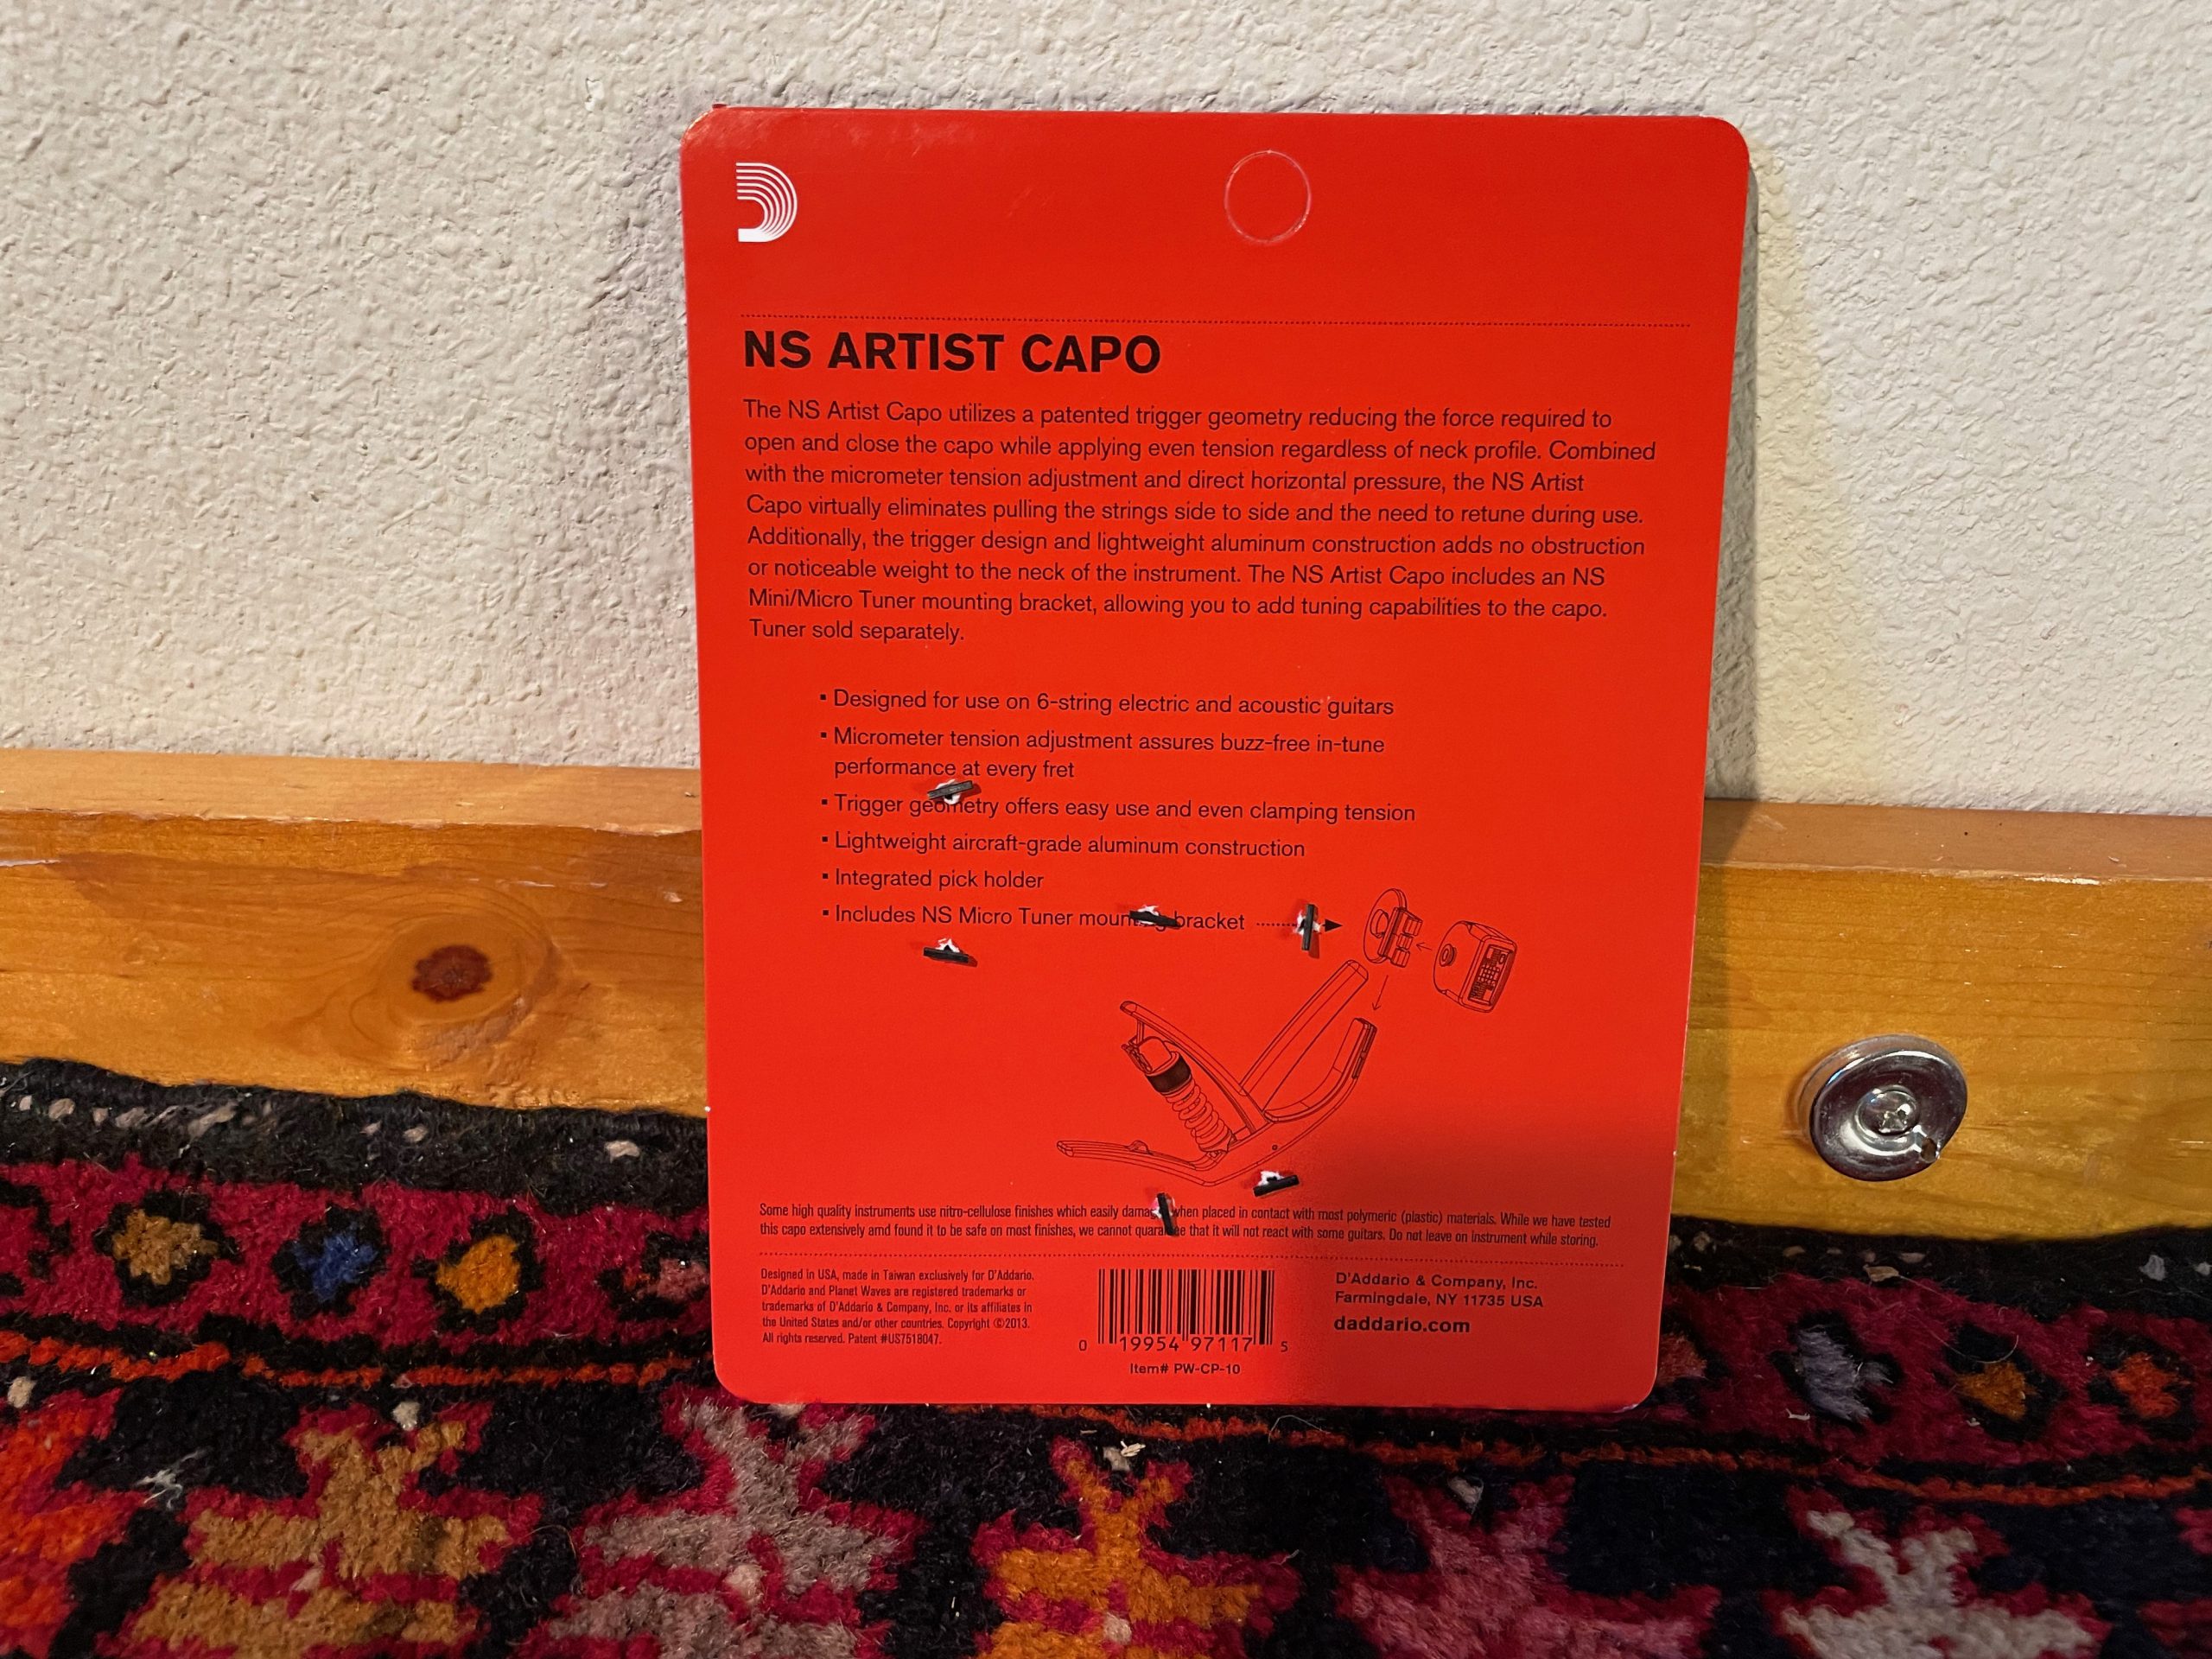 NS ARTIST CAPO
The NS Artist Capo utilizes a patented trigger geometry reducing the force required to
open and close the capo while applying even tension regardless of neck profile. Combined
with the micrometer tension adjustment and direct horizontal pressure, the NS Artist
Capo virtually eliminates pulling the strings side to side and the need to retune during use.
Additionally, the trigger design and lightweight aluminum construction adds no obstruction
or noticeable weight to the neck of the instrument. The NS Artist Capo includes an NS
Mini/Micro Tuner mounting bracket, allowing you to add tuning capabilities to the capo.
Tuner sold separately.
▪ Designed for use on 6-string electric and acoustic guitars
▪ Micrometer tension adjustment assures buzz-free in-tune
performance at every fret
▪ Trigger geometry offers easy use and even clamping tension
▪ Lightweight aircraft-grade aluminum construction
▪ Integrated pick holder
▪ Includes NS Micro Tuner mounting bracket
Some high quality instruments use nitro-cellulose finishes which easily damage when placed in contact with most polymeric (plastic) materials. While we have tested
this capo extensively amd found it to be safe on most finishes, we cannot quarantee that it will not react with some guitars. Do not leave on instrument while storing.
Designed in USA, made in Taiwan exclusively for D'Addario.
D'Addario and Planet Waves are registered trademarks or
trademarks of D'Addario & Company, Inc. or its affiliates in
the United States and/or other countries. Copyright ©2013.
All rights reserved. Patent #US7518047.
0 19954 97117 5
Item# PW-CP-10
D'Addario & Company, Inc.
Farmingdale, NY 11735 USA
daddario.com